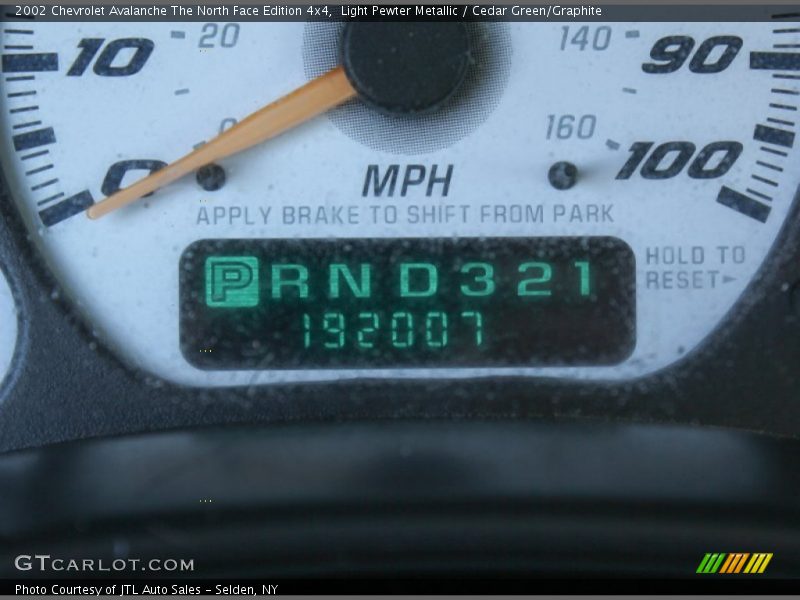 2002 Chevrolet Avalanche The North Face Edition 4x4, Light Pewter Metallic / Cedar Green/Graphite
10 20 140 90
0 0 160 100
MPH
APPLY BRAKE TO SHIFT FROM PARK
HOLD TO
RESET
P R N D 3 2 1
192007
GTCARLOT.COM
Photo Courtesy of JTL Auto Sales - Selden, NY